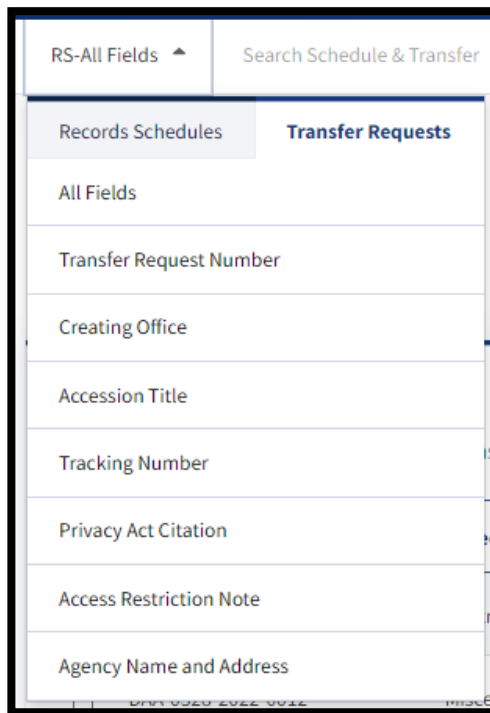 RS-All Fields Search Schedule & Transfer
Records Schedules Transfer Requests
All Fields
Transfer Request Number
Creating Office
Accession Title
Tracking Number
Privacy Act Citation
Access Restriction Note
Agency Name and Address